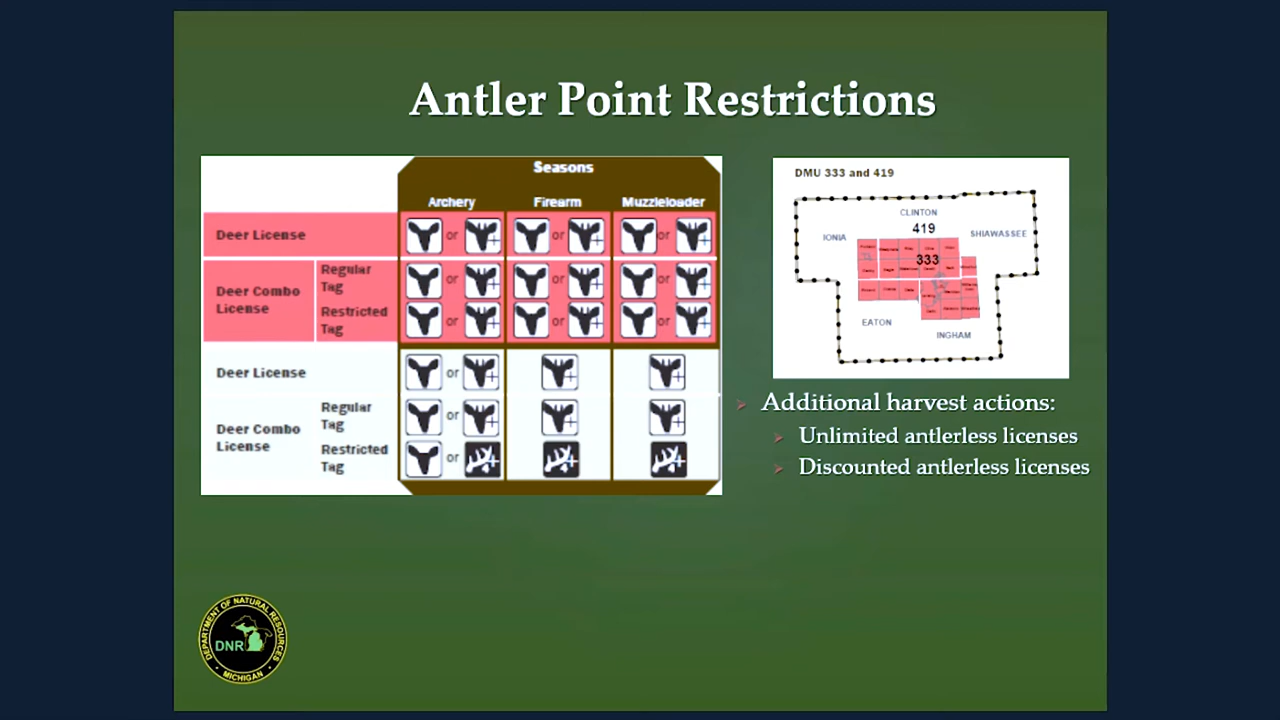 Antler Point Restrictions
Seasons
Archery Firearm Muzzleloader
Deer License
or or or
Deer Combo License
Regular Tag
or or or
Restricted Tag
or or or
Deer License
or
Deer Combo License
Regular Tag
or
Restricted Tag
or
DMU 333 and 419
CLINTON
419
IONIA
SHIAWASSEE
333
EATON
INGHAM
Additional harvest actions:
Unlimited antlerless licenses
Discounted antlerless licenses
DEPARTMENT OF NATURAL RESOURCES
DNR
MICHIGAN